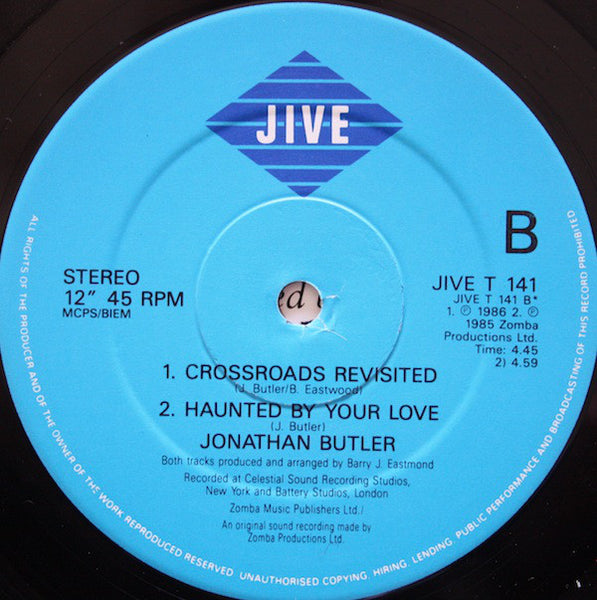 JIVE
B
STEREO
12" 45 RPM
MCPS/BIEM
JIVE T 141
JIVE T 141 B*
1. ℗ 1986 2. ℗
1985 Zomba
Productions Ltd.
Time: 4.45
2) 4.59
ed
1. CROSSROADS REVISITED
(J. Butler/B. Eastwood)
2. HAUNTED BY YOUR LOVE
(J. Butler)
JONATHAN BUTLER
Both tracks produced and arranged by Barry J. Eastmond
Recorded at Celestial Sound Recording Studios,
New York and Battery Studios, London
Zomba Music Publishers Ltd./
An original sound recording made by
Zomba Productions Ltd.
ALL RIGHTS OF THE PRODUCER AND OF THE OWNER OF THE WORK REPRODUCED RESERVED. UNAUTHORISED COPYING, HIRING, LENDING, PUBLIC PERFORMANCE AND BROADCASTING OF THIS RECORD PROHIBITED